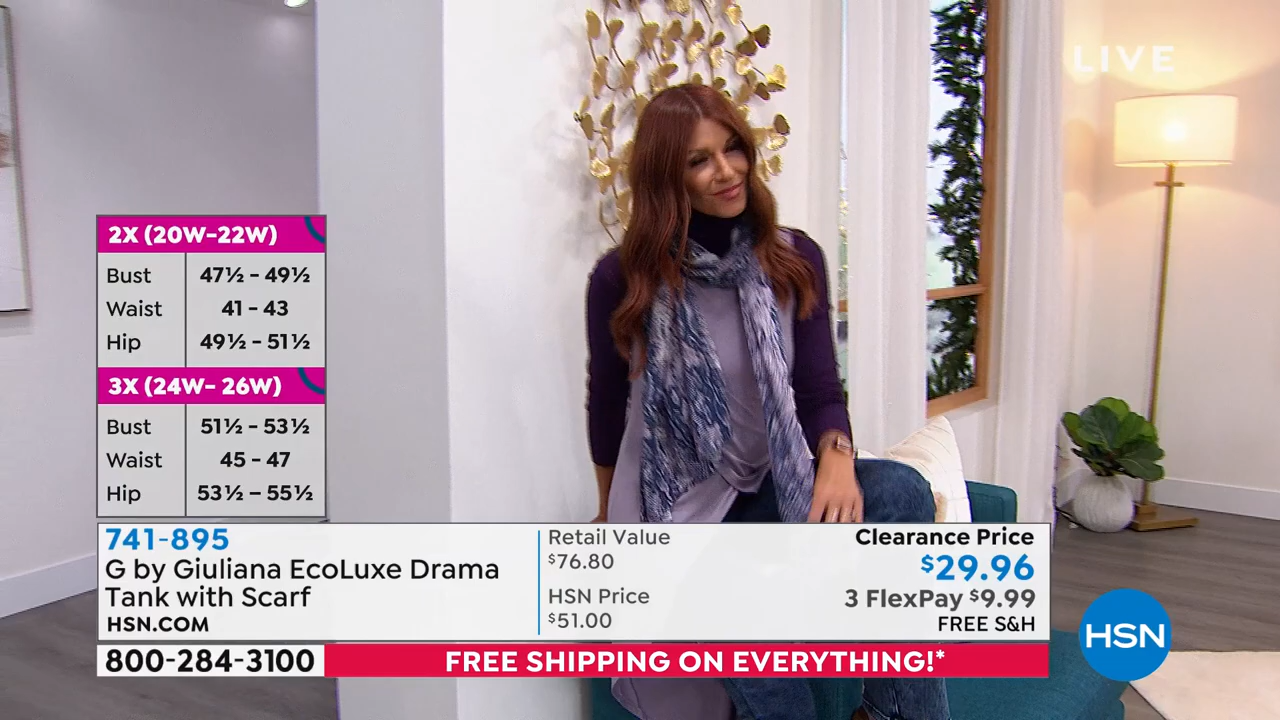 LIVE
2X (20W-22W)
Bust 47½ - 49½
Waist 41 - 43
Hip 49½ - 51½
3X (24W- 26W)
Bust 51½ - 53½
Waist 45 - 47
Hip 53½ - 55½
741-895
G by Giuliana EcoLuxe Drama
Tank with Scarf
HSN.COM
Retail Value
$76.80
HSN Price
$51.00
Clearance Price
$29.96
3 FlexPay $9.99
FREE S&H
HSN
800-284-3100
FREE SHIPPING ON EVERYTHING!*